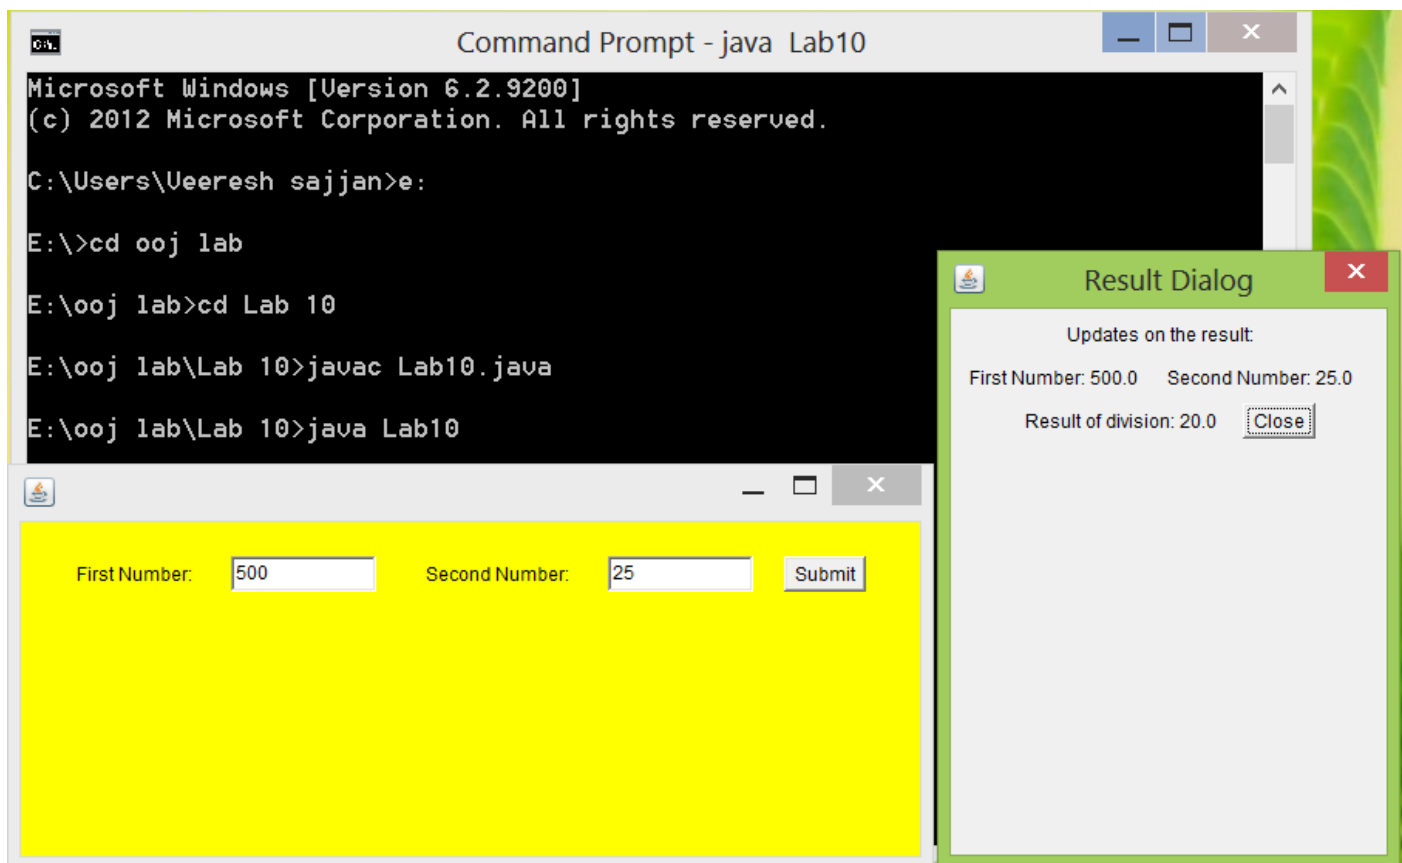 Command Prompt - java  Lab10
Microsoft Windows [Version 6.2.9200]
(c) 2012 Microsoft Corporation. All rights reserved.
C:\Users\Veeresh sajjan>e:
E:\>cd ooj lab
E:\ooj lab>cd Lab 10
E:\ooj lab\Lab 10>javac Lab10.java
E:\ooj lab\Lab 10>java Lab10
Result Dialog
Updates on the result:
First Number: 500.0 Second Number: 25.0
Result of division: 20.0 Close
First Number: 500 Second Number: 25 Submit